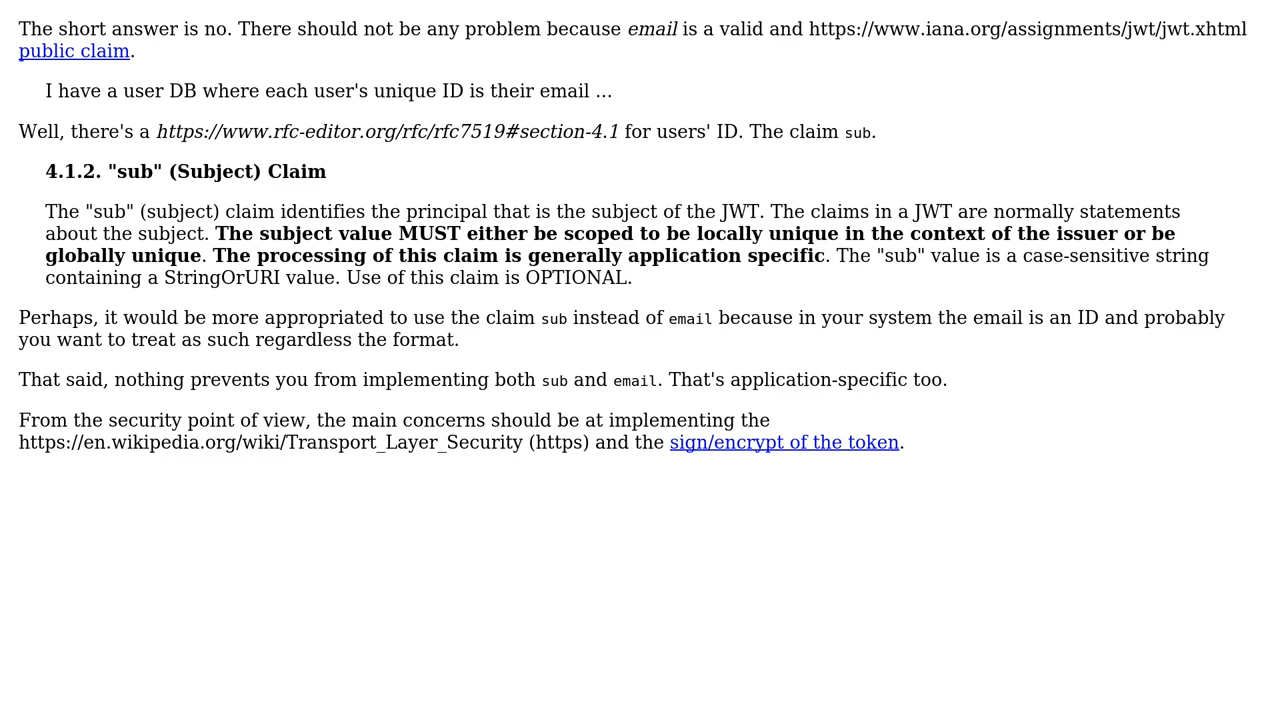 The short answer is no. There should not be any problem because email is a valid and https://www.iana.org/assignments/jwt/jwt.xhtml
public claim.
I have a user DB where each user's unique ID is their email ...
Well, there's a https://www.rfc-editor.org/rfc/rfc7519#section-4.1 for users' ID. The claim sub.
4.1.2. "sub" (Subject) Claim
The "sub" (subject) claim identifies the principal that is the subject of the JWT. The claims in a JWT are normally statements
about the subject. The subject value MUST either be scoped to be locally unique in the context of the issuer or be
globally unique. The processing of this claim is generally application specific. The "sub" value is a case-sensitive string
containing a StringOrURI value. Use of this claim is OPTIONAL.
Perhaps, it would be more appropriated to use the claim sub instead of email because in your system the email is an ID and probably
you want to treat as such regardless the format.
That said, nothing prevents you from implementing both sub and email. That's application-specific too.
From the security point of view, the main concerns should be at implementing the
https://en.wikipedia.org/wiki/Transport_Layer_Security (https) and the sign/encrypt of the token.